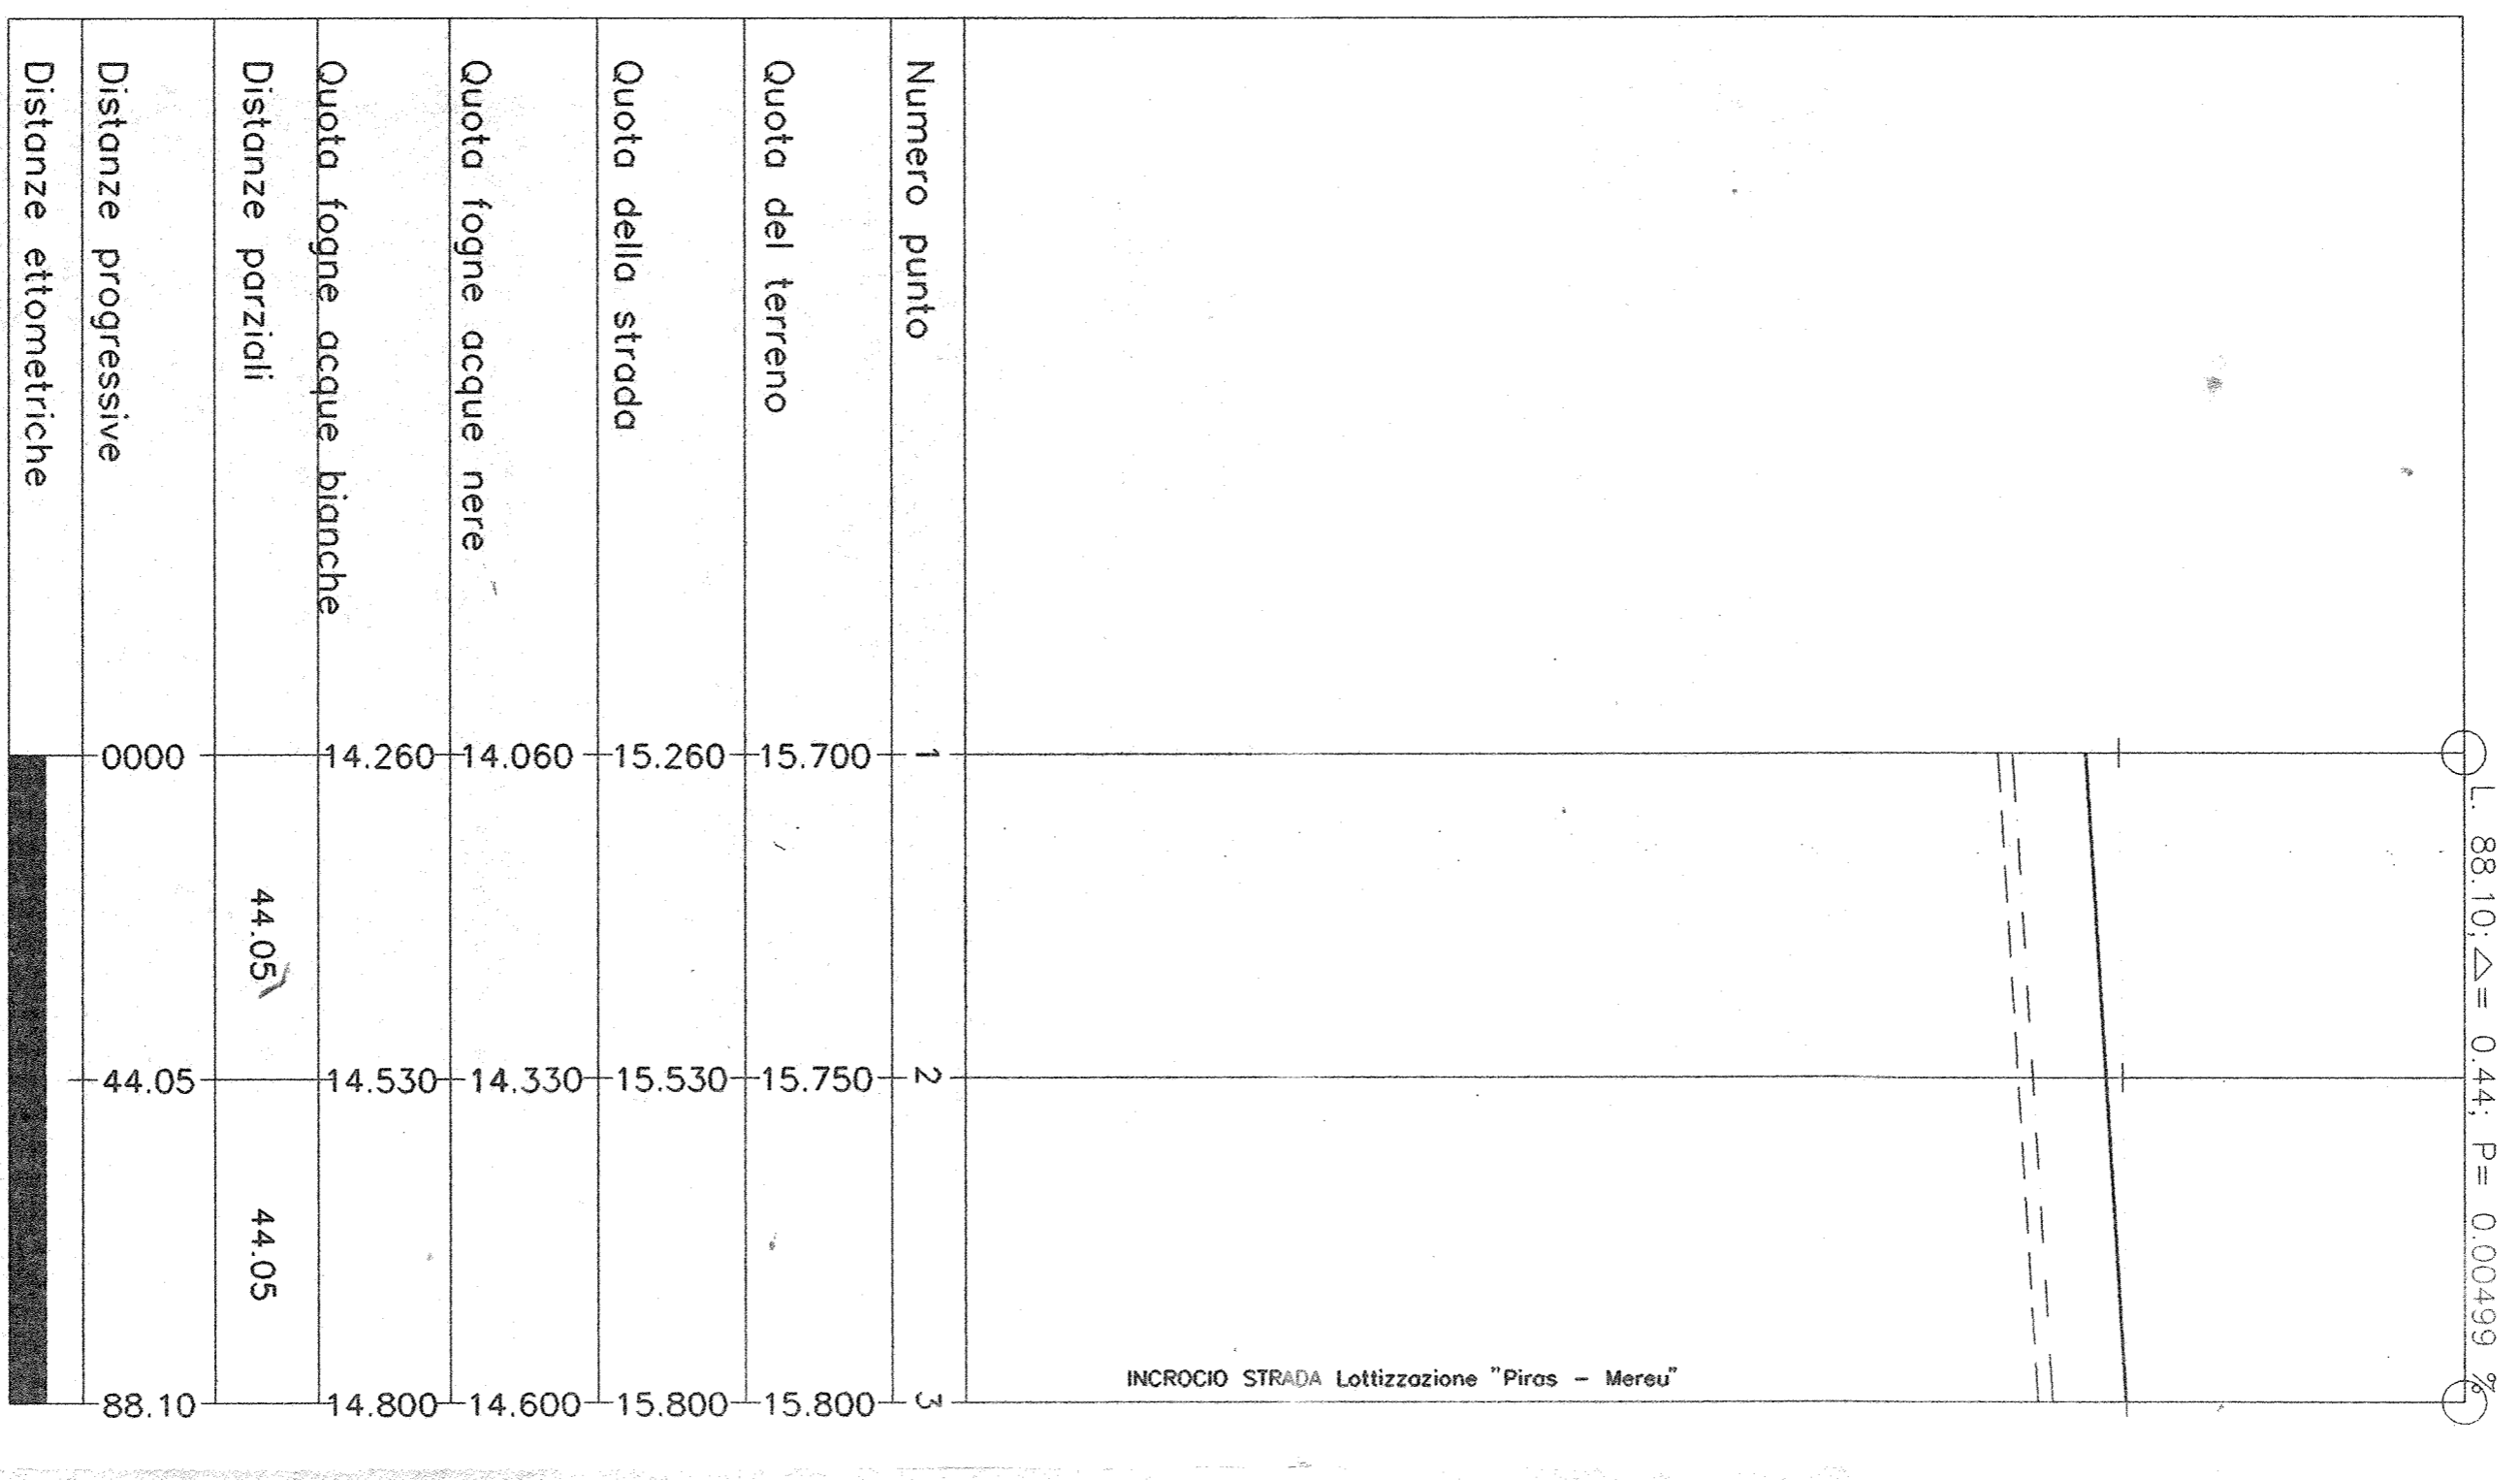 L. 88.10; △= 0.44; P= 0.00499 %
INCROCIO STRADA Lottizzazione "Piras - Mereu"
Numero punto 1 2 3
Quota del terreno 15.700 15.750 15.800
Quota della strada 15.260 15.530 15.800
Quota fogne acque nere 14.060 14.330 14.600
Quota fogne acque bianche 14.260 14.530 14.800
Distanze parziali 44.05 44.05
Distanze progressive 0000 44.05 88.10
Distanze ettometriche